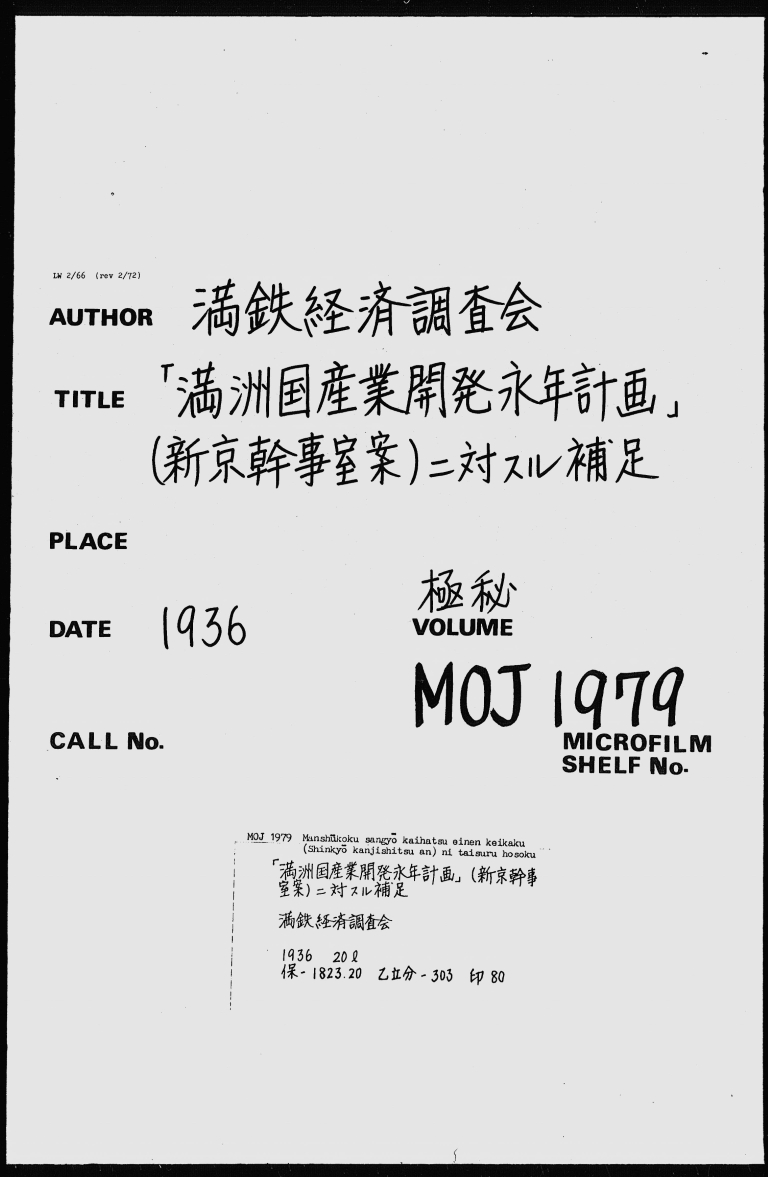 LW 2/66 (rev 2/72)
AUTHOR 満鉄経済調査会
TITLE 「満洲国産業開発永年計画」
(新京幹事室案)ニ対スル補足
PLACE
極秘
DATE 1936 VOLUME
MOJ 1979
CALL No. MICROFILM
SHELF No.
MOJ 1979 Manshūkoku sangyō kaihatsu einen keikaku
(Shinkyō kanjishitsu an) ni taisuru hosoku
「満洲国産業開発永年計画」(新京幹事
室案)ニ対スル補足
満鉄経済調査会
1936 20ℓ
保-1823.20 乙立分-303 印80